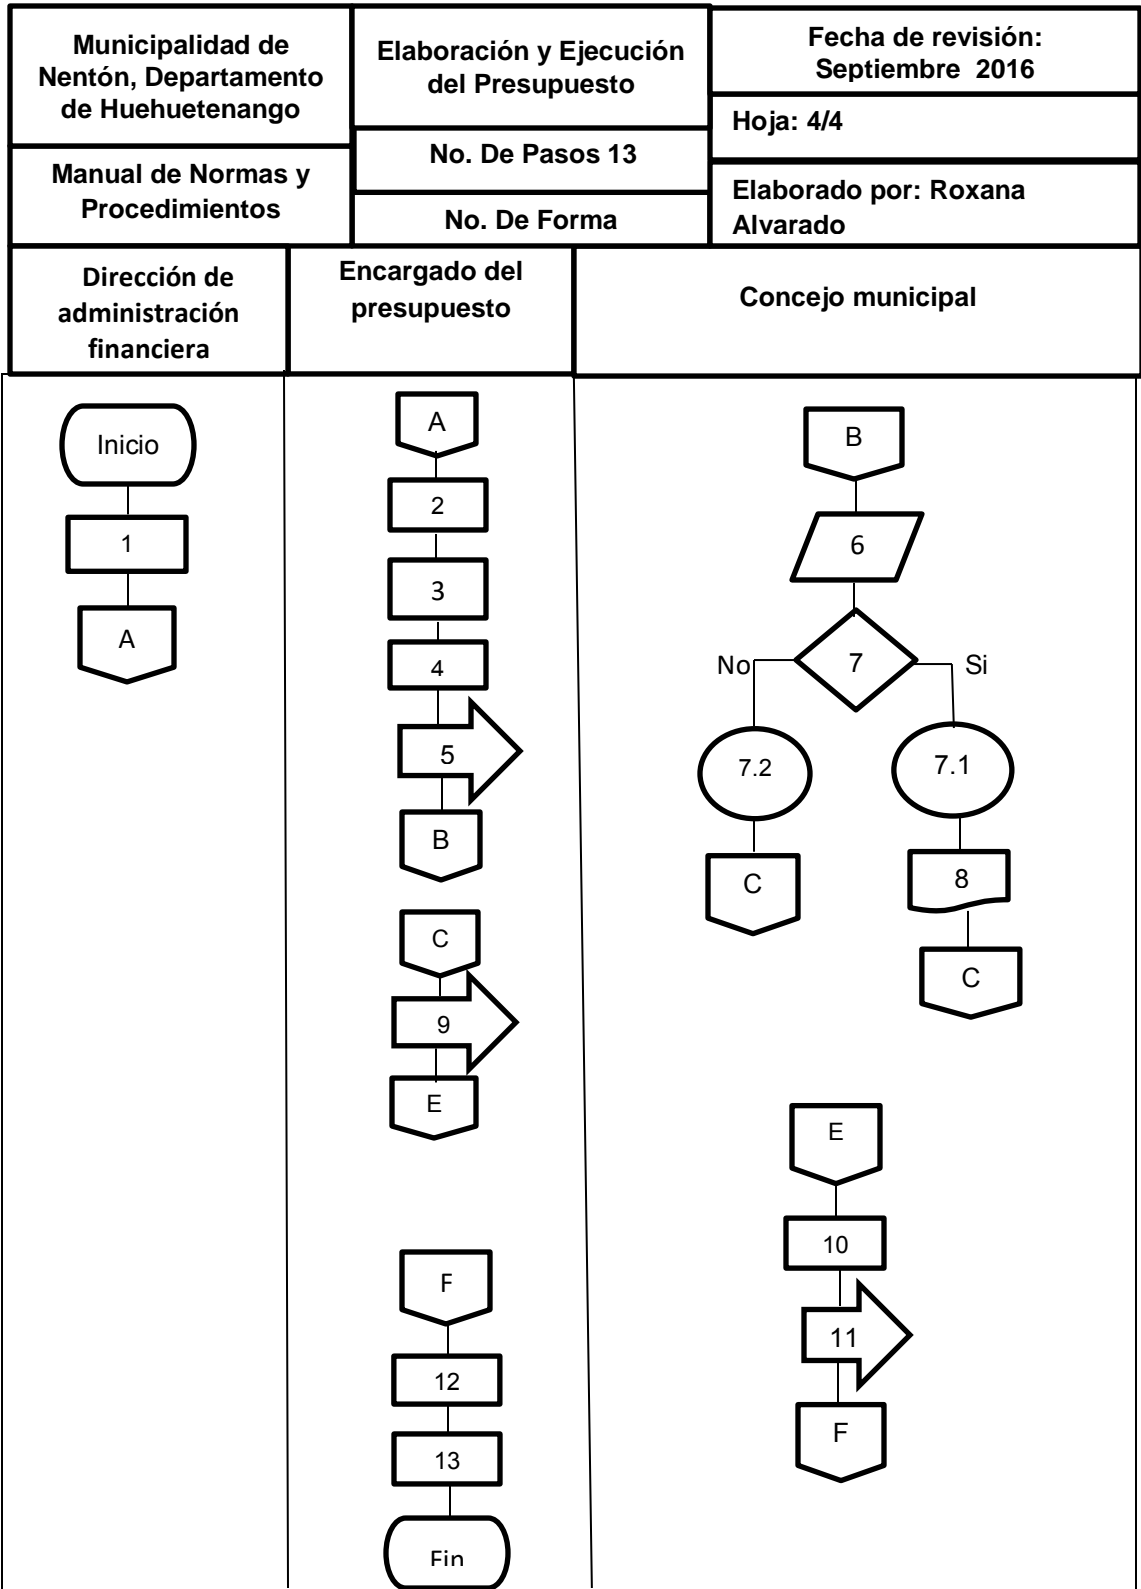 Municipalidad de
Nentón, Departamento
de Huehuetenango
Manual de Normas y
Procedimientos
Elaboración y Ejecución
del Presupuesto
No. De Pasos 13
No. De Forma
Fecha de revisión:
Septiembre 2016
Hoja: 4/4
Elaborado por: Roxana
Alvarado
Dirección de
administración
financiera
Encargado del
presupuesto
Concejo municipal
Inicio
1
A
A
2
3
4
5
B
C
9
E
F
12
13
Fin
B
6
7
No
Si
7.2
7.1
C
8
C
E
10
11
F